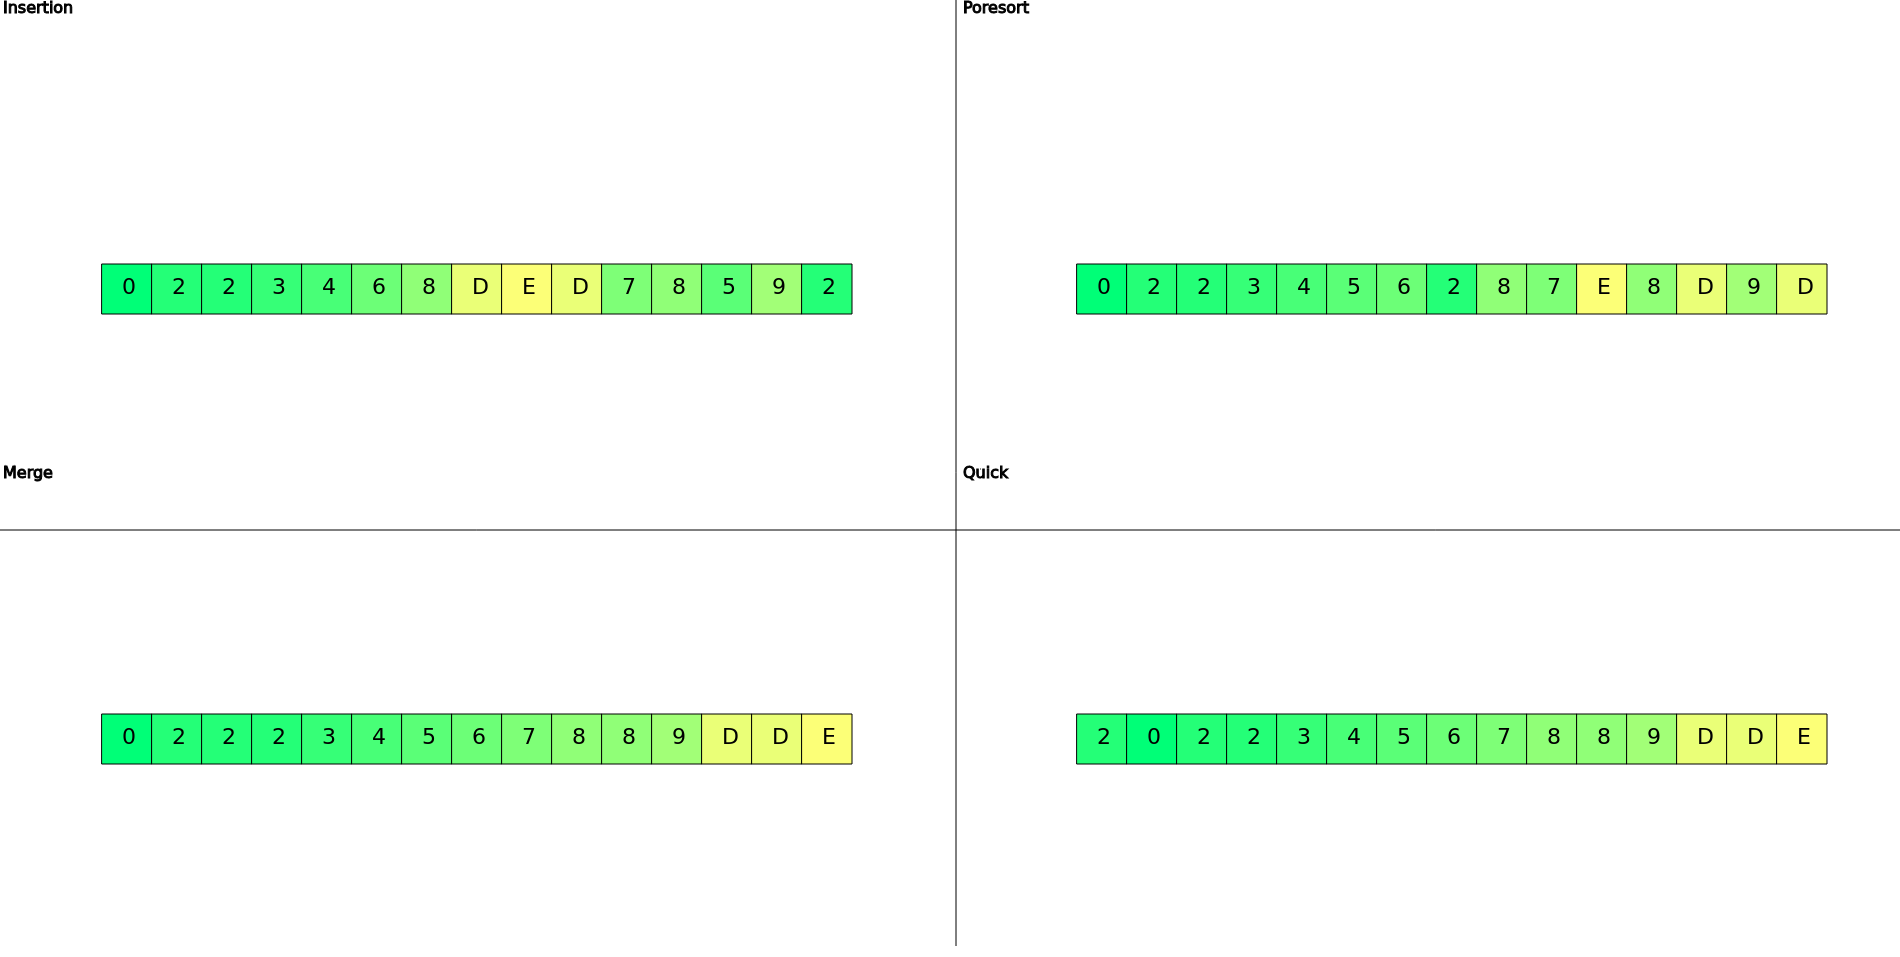 Insertion
0 2 2 3 4 6 8 D E D 7 8 5 9 2
Poresort
0 2 2 3 4 5 6 2 8 7 E 8 D 9 D
Merge
0 2 2 2 3 4 5 6 7 8 8 9 D D E
Quick
2 0 2 2 3 4 5 6 7 8 8 9 D D E